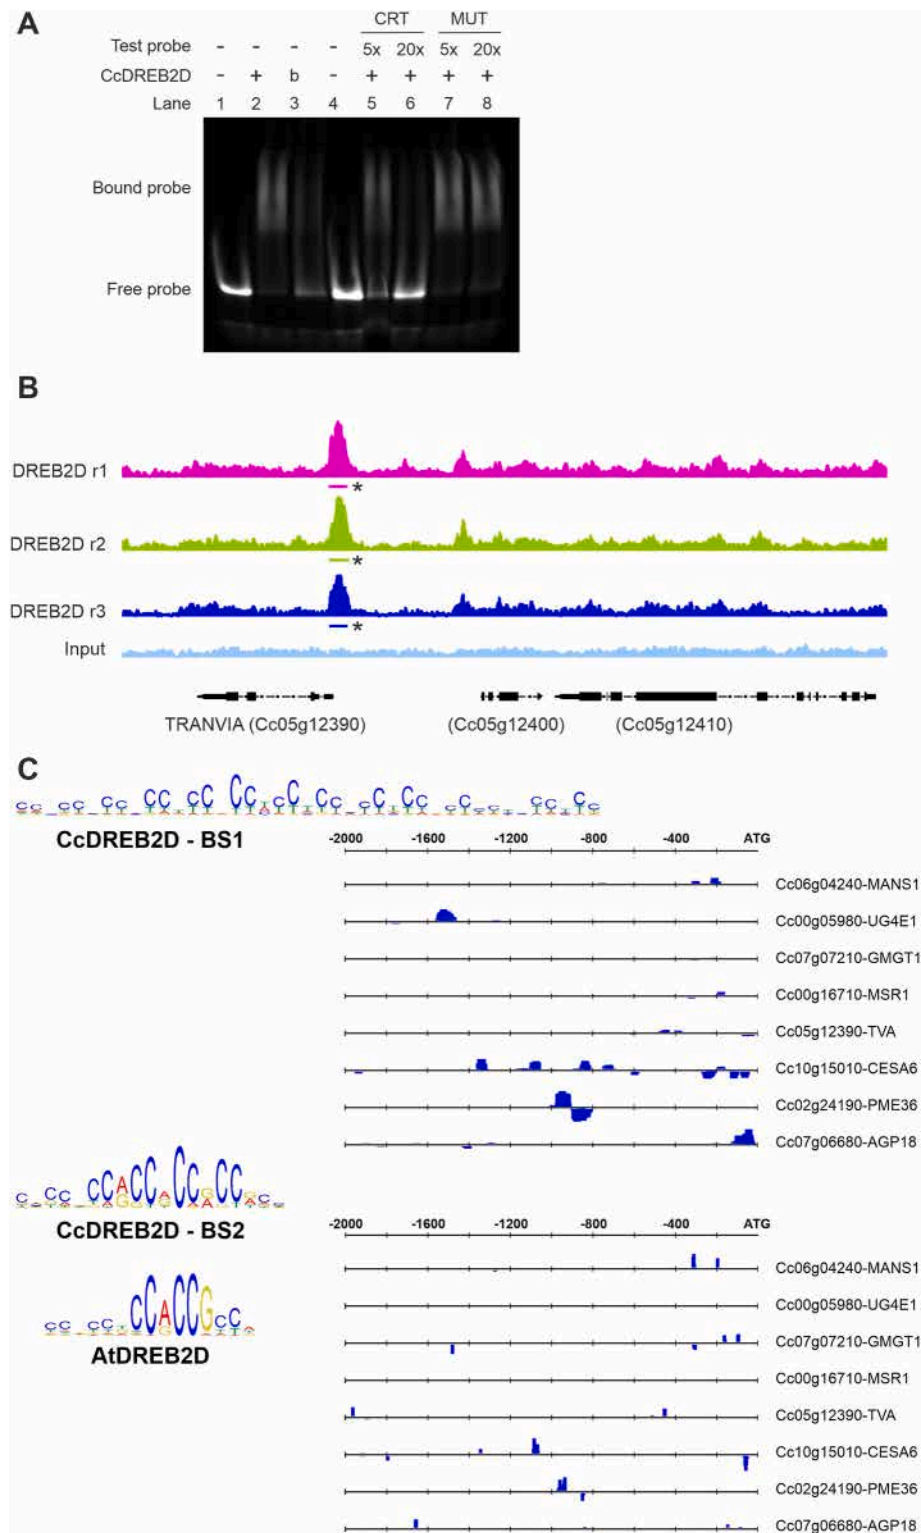 A
CRT MUT
Test probe - - - - 5x 20x 5x 20x
CcDREB2D - + b - + + + +
Lane 1 2 3 4 5 6 7 8
Bound probe
Free probe
B
DREB2D r1
*
DREB2D r2
*
DREB2D r3
*
Input
TRANVIA (Cc05g12390) (Cc05g12400) (Cc05g12410)
C
CcDREB2D - BS1
-2000 -1600 -1200 -800 -400 ATG
Cc06g04240-MANS1
Cc00g05980-UG4E1
Cc07g07210-GMGT1
Cc00g16710-MSR1
Cc05g12390-TVA
Cc10g15010-CESA6
Cc02g24190-PME36
Cc07g06680-AGP18
CcDREB2D - BS2
-2000 -1600 -1200 -800 -400 ATG
Cc06g04240-MANS1
Cc00g05980-UG4E1
AtDREB2D
Cc07g07210-GMGT1
Cc00g16710-MSR1
Cc05g12390-TVA
Cc10g15010-CESA6
Cc02g24190-PME36
Cc07g06680-AGP18